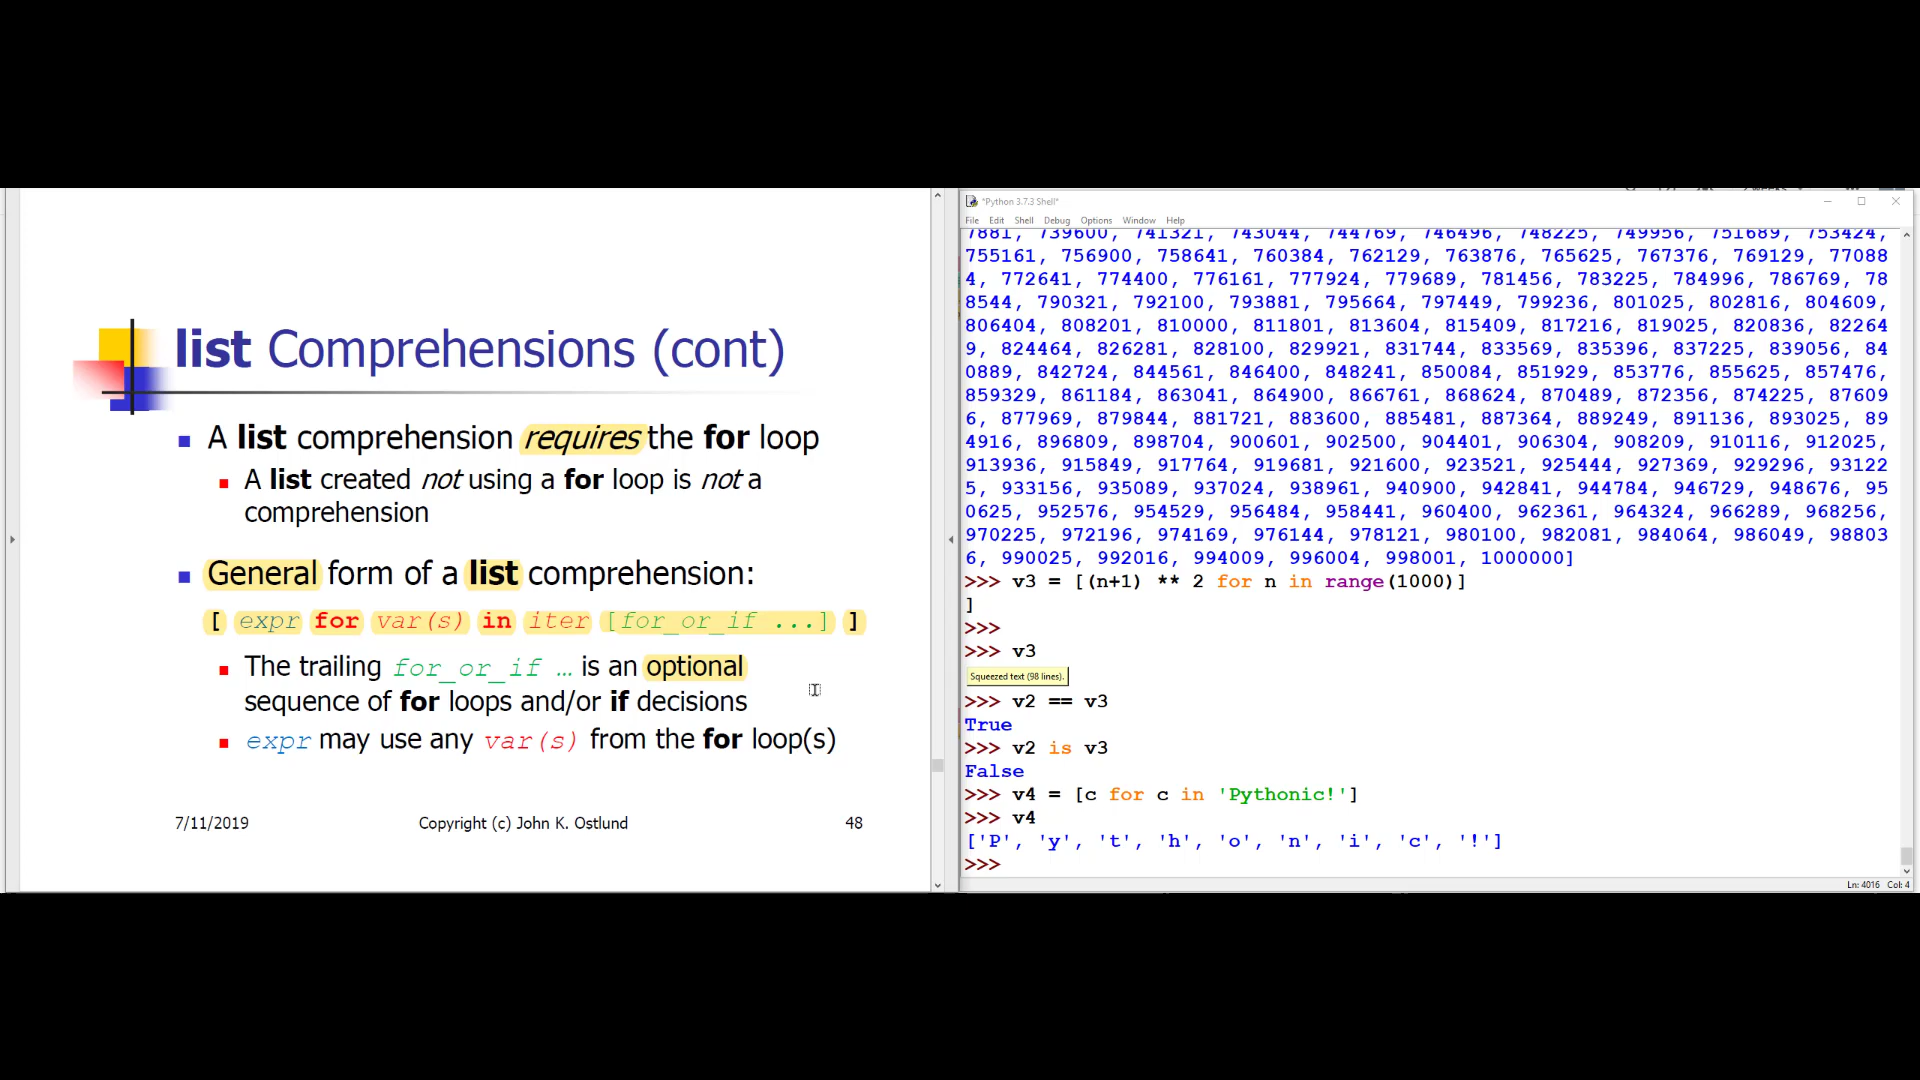 list Comprehensions (cont)
A list comprehension requires the for loop
A list created not using a for loop is not a
comprehension
General form of a list comprehension:
[ expr for var(s) in iter [for_or_if ...] ]
The trailing for_or_if … is an optional
sequence of for loops and/or if decisions
expr may use any var(s) from the for loop(s)
7/11/2019
Copyright (c) John K. Ostlund
48
*Python 3.7.3 Shell*
File Edit Shell Debug Options Window Help
7881, 739600, 741321, 743044, 744769, 746496, 748225, 749956, 751689, 753424,
755161, 756900, 758641, 760384, 762129, 763876, 765625, 767376, 769129, 77088
4, 772641, 774400, 776161, 777924, 779689, 781456, 783225, 784996, 786769, 78
8544, 790321, 792100, 793881, 795664, 797449, 799236, 801025, 802816, 804609,
806404, 808201, 810000, 811801, 813604, 815409, 817216, 819025, 820836, 82264
9, 824464, 826281, 828100, 829921, 831744, 833569, 835396, 837225, 839056, 84
0889, 842724, 844561, 846400, 848241, 850084, 851929, 853776, 855625, 857476,
859329, 861184, 863041, 864900, 866761, 868624, 870489, 872356, 874225, 87609
6, 877969, 879844, 881721, 883600, 885481, 887364, 889249, 891136, 893025, 89
4916, 896809, 898704, 900601, 902500, 904401, 906304, 908209, 910116, 912025,
913936, 915849, 917764, 919681, 921600, 923521, 925444, 927369, 929296, 93122
5, 933156, 935089, 937024, 938961, 940900, 942841, 944784, 946729, 948676, 95
0625, 952576, 954529, 956484, 958441, 960400, 962361, 964324, 966289, 968256,
970225, 972196, 974169, 976144, 978121, 980100, 982081, 984064, 986049, 98803
6, 990025, 992016, 994009, 996004, 998001, 1000000]
>>> v3 = [(n+1) ** 2 for n in range(1000)]
]
>>>
>>> v3
Squeezed text (98 lines).
>>> v2 == v3
True
>>> v2 is v3
False
>>> v4 = [c for c in 'Pythonic!']
>>> v4
['P', 'y', 't', 'h', 'o', 'n', 'i', 'c', '!']
>>>
Ln: 4016 Col: 4